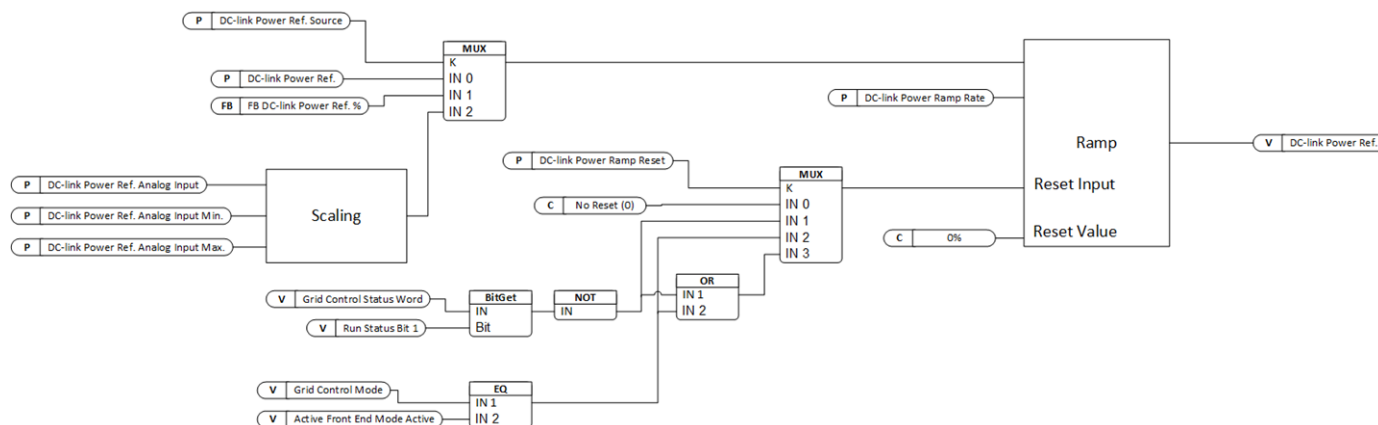 P DC-link Power Ref. Source
MUX
K
P DC-link Power Ref.
IN 0
FB FB DC-link Power Ref. %
IN 1
IN 2
P DC-link Power Ramp Rate
Ramp
V DC-link Power Ref.
Reset Input
C 0%
Reset Value
P DC-link Power Ref. Analog Input
P DC-link Power Ref. Analog Input Min.
P DC-link Power Ref. Analog Input Max.
Scaling
P DC-link Power Ramp Reset
MUX
K
C No Reset (0)
IN 0
IN 1
IN 2
IN 3
V Grid Control Status Word
V Run Status Bit 1
BitGet
IN
Bit
NOT
IN
OR
IN 1
IN 2
V Grid Control Mode
V Active Front End Mode Active
EQ
IN 1
IN 2